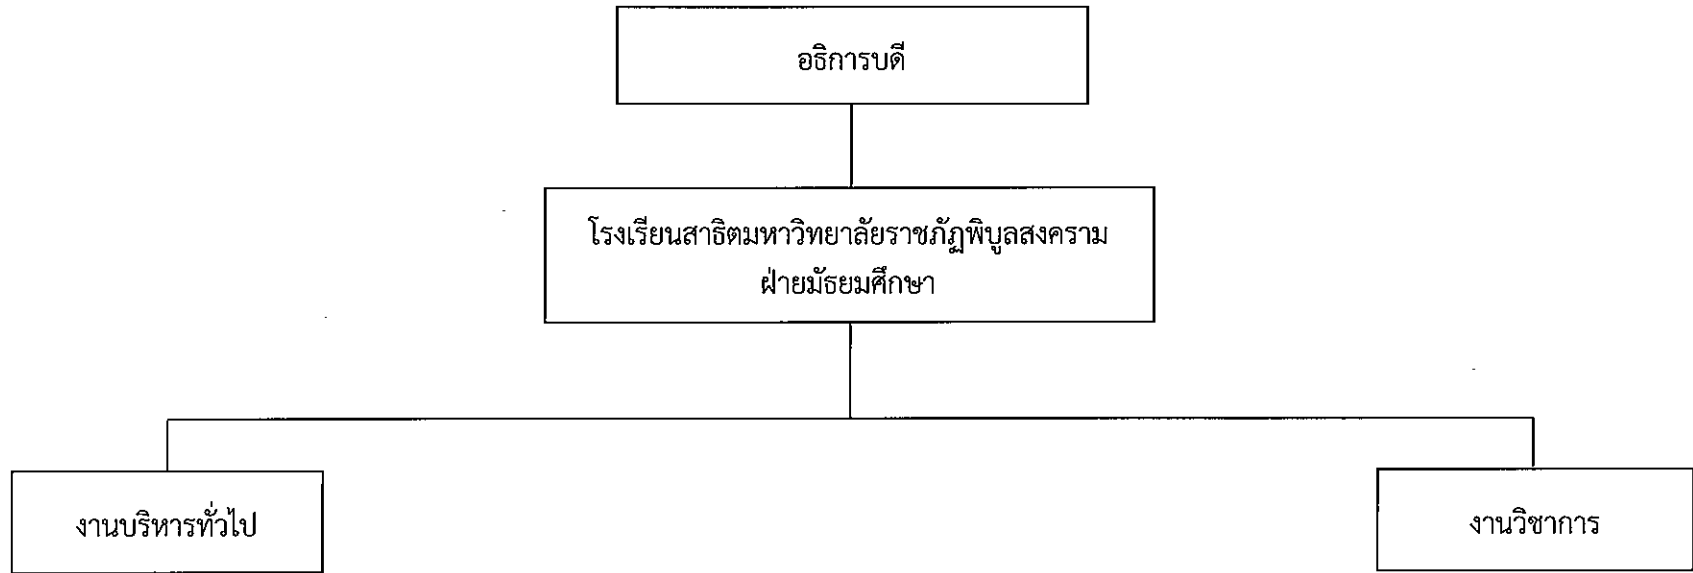 อธิการบดี
โรงเรียนสาธิตมหาวิทยาลัยราชภัฏพิบูลสงคราม
ฝ่ายมัธยมศึกษา
งานบริหารทั่วไป
งานวิชาการ